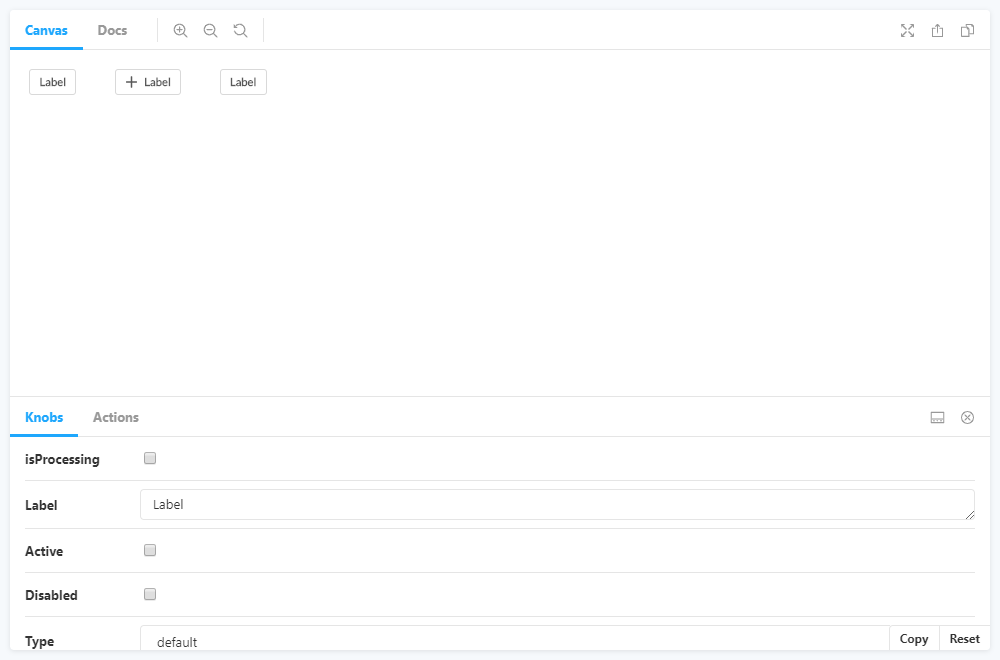 Canvas Docs
Label + Label Label
Knobs Actions
isProcessing
Label Label
Active
Disabled
Type default Copy Reset